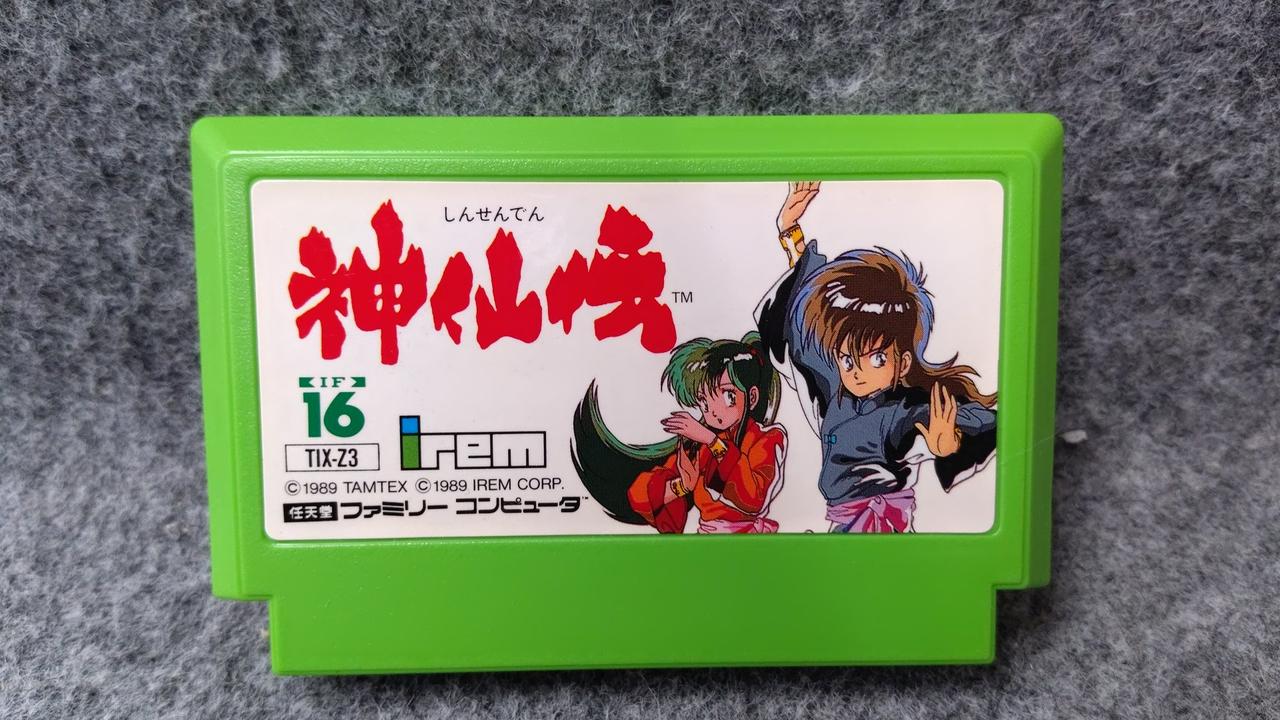 しんせんでん
神仙伝™
IF
16
TIX-Z3
irem
©1989 TAMTEX ©1989 IREM CORP.
任天堂 ファミリー コンピュータ™